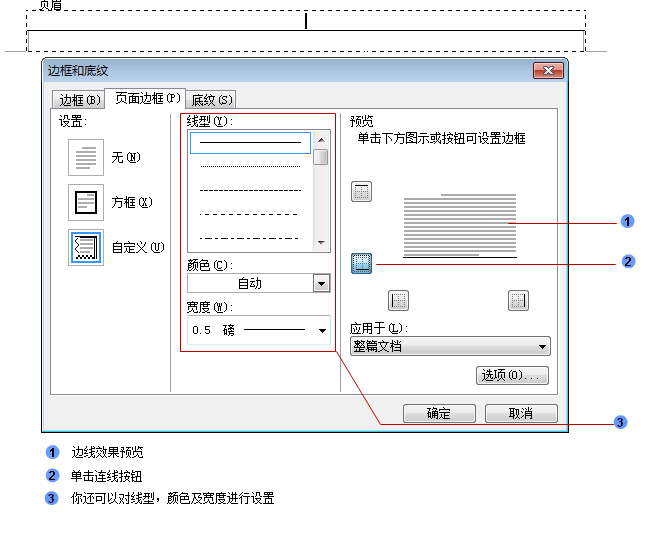 页眉
边框和底纹
边框(B) 页面边框(P) 底纹(S)
设置:
无(N)
方框(X)
自定义(U)
线型(Y):
颜色(C):
自动
宽度(W):
0.5 磅
预览
单击下方图示或按钮可设置边框
应用于(L):
整篇文档
选项(O)...
确定 取消
1
2
3
1 边线效果预览
2 单击连线按钮
3 你还可以对线型，颜色及宽度进行设置